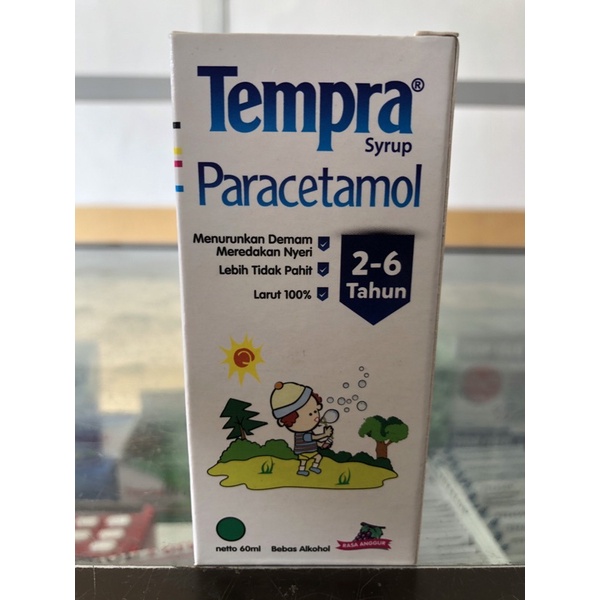 Tempra®
Syrup
Paracetamol
Menurunkan Demam
Meredakan Nyeri
Lebih Tidak Pahit
Larut 100%
2-6
Tahun
netto 60ml
Bebas Alkohol
RASA ANGGUR